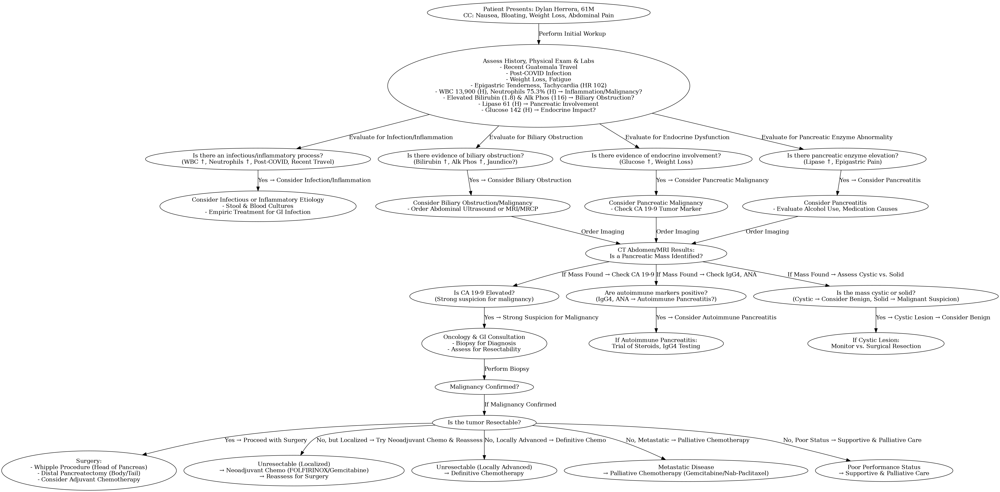 Patient Presents: Dylan Herrera, 61M
CC: Nausea, Bloating, Weight Loss, Abdominal Pain
Perform Initial Workup
Assess History, Physical Exam & Labs
- Recent Guatemala Travel
- Post-COVID Infection
- Weight Loss, Fatigue
- Epigastric Tenderness, Tachycardia (HR 102)
- WBC 13,900 (H), Neutrophils 75.3% (H) → Inflammation/Malignancy?
- Elevated Bilirubin (1.8) & Alk Phos (116) → Biliary Obstruction?
- Lipase 61 (H) → Pancreatic Involvement
- Glucose 142 (H) → Endocrine Impact?
Evaluate for Infection/Inflammation
Evaluate for Biliary Obstruction
Evaluate for Endocrine Dysfunction
Evaluate for Pancreatic Enzyme Abnormality
Is there an infectious/inflammatory process?
(WBC ↑, Neutrophils ↑, Post-COVID, Recent Travel)
Is there evidence of biliary obstruction?
(Bilirubin ↑, Alk Phos ↑, Jaundice?)
Is there evidence of endocrine involvement?
(Glucose ↑, Weight Loss)
Is there pancreatic enzyme elevation?
(Lipase ↑, Epigastric Pain)
Yes → Consider Infection/Inflammation
Yes → Consider Biliary Obstruction
Yes → Consider Pancreatic Malignancy
Yes → Consider Pancreatitis
Consider Infectious or Inflammatory Etiology
- Stool & Blood Cultures
- Empiric Treatment for GI Infection
Consider Biliary Obstruction/Malignancy
- Order Abdominal Ultrasound or MRI/MRCP
Consider Pancreatic Malignancy
- Check CA 19-9 Tumor Marker
Consider Pancreatitis
- Evaluate Alcohol Use, Medication Causes
Order Imaging
Order Imaging
Order Imaging
CT Abdomen/MRI Results:
Is a Pancreatic Mass Identified?
If Mass Found → Check CA 19-9
If Mass Found → Check IgG4, ANA
If Mass Found → Assess Cystic vs. Solid
Is CA 19-9 Elevated?
(Strong suspicion for malignancy)
Are autoimmune markers positive?
(IgG4, ANA → Autoimmune Pancreatitis?)
Is the mass cystic or solid?
(Cystic → Consider Benign, Solid → Malignant Suspicion)
Yes → Strong Suspicion for Malignancy
Yes → Consider Autoimmune Pancreatitis
Yes → Cystic Lesion → Consider Benign
Oncology & GI Consultation
- Biopsy for Diagnosis
- Assess for Resectability
If Autoimmune Pancreatitis:
Trial of Steroids, IgG4 Testing
If Cystic Lesion:
Monitor vs. Surgical Resection
Perform Biopsy
Malignancy Confirmed?
If Malignancy Confirmed
Is the tumor Resectable?
Yes → Proceed with Surgery
No, but Localized → Try Neoadjuvant Chemo & Reassess
No, Locally Advanced → Definitive Chemo
No, Metastatic → Palliative Chemotherapy
No, Poor Status → Supportive & Palliative Care
Surgery:
- Whipple Procedure (Head of Pancreas)
- Distal Pancreatectomy (Body/Tail)
- Consider Adjuvant Chemotherapy
Unresectable (Localized)
→ Neoadjuvant Chemo (FOLFIRINOX/Gemcitabine)
→ Reassess for Surgery
Unresectable (Locally Advanced)
→ Definitive Chemotherapy
Metastatic Disease
→ Palliative Chemotherapy (Gemcitabine/Nab-Paclitaxel)
Poor Performance Status
→ Supportive & Palliative Care